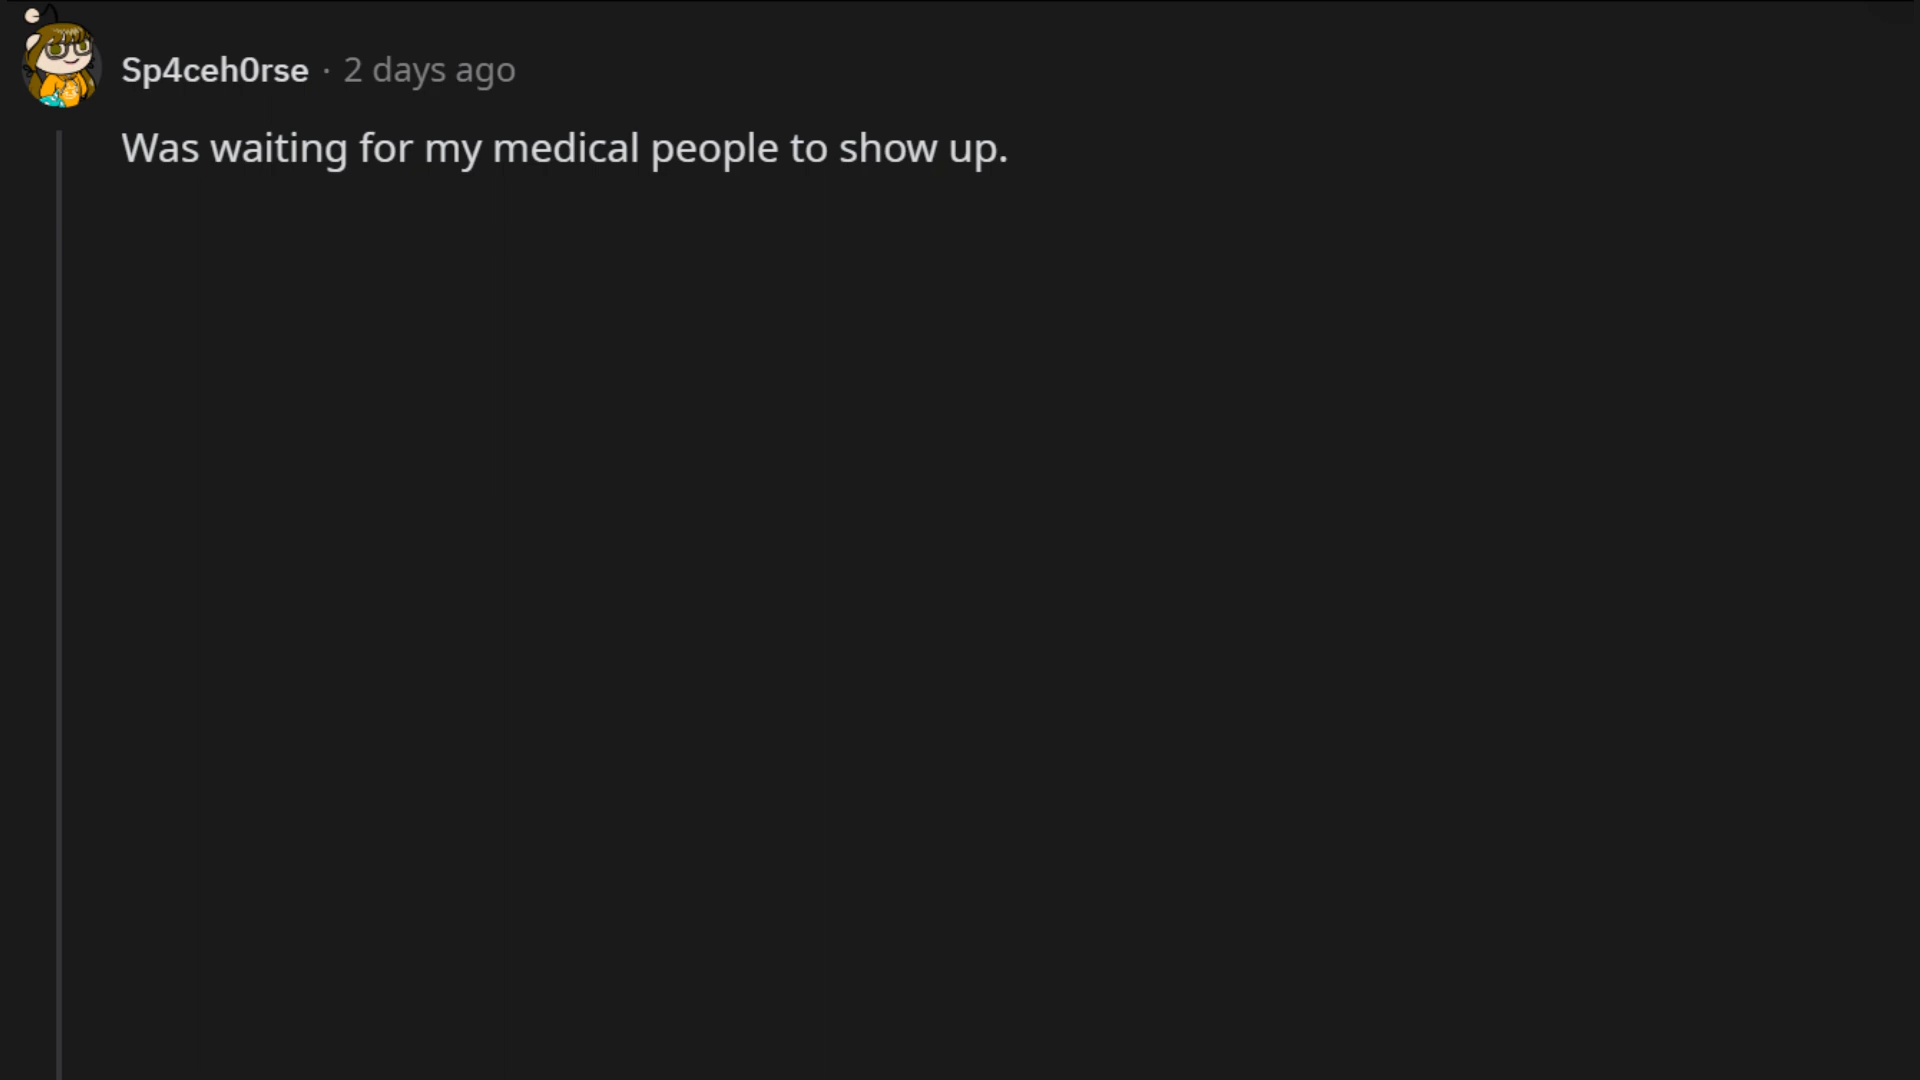 Sp4ceh0rse · 2 days ago
Was waiting for my medical people to show up.